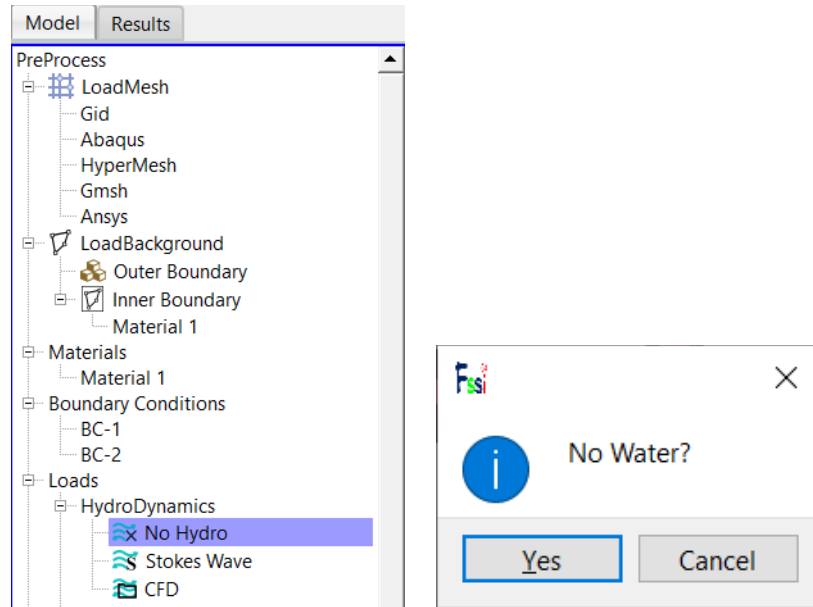 Model
Results
PreProcess
LoadMesh
Gid
Abaqus
HyperMesh
Gmsh
Ansys
LoadBackground
Outer Boundary
Inner Boundary
Material 1
Materials
Material 1
Boundary Conditions
BC-1
BC-2
Loads
HydroDynamics
No Hydro
Stokes Wave
CFD
Fssi
No Water?
Yes
Cancel